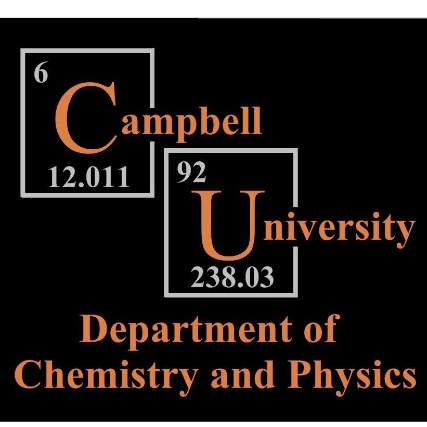 6
Campbell
12.011
92
University
238.03
Department of
Chemistry and Physics